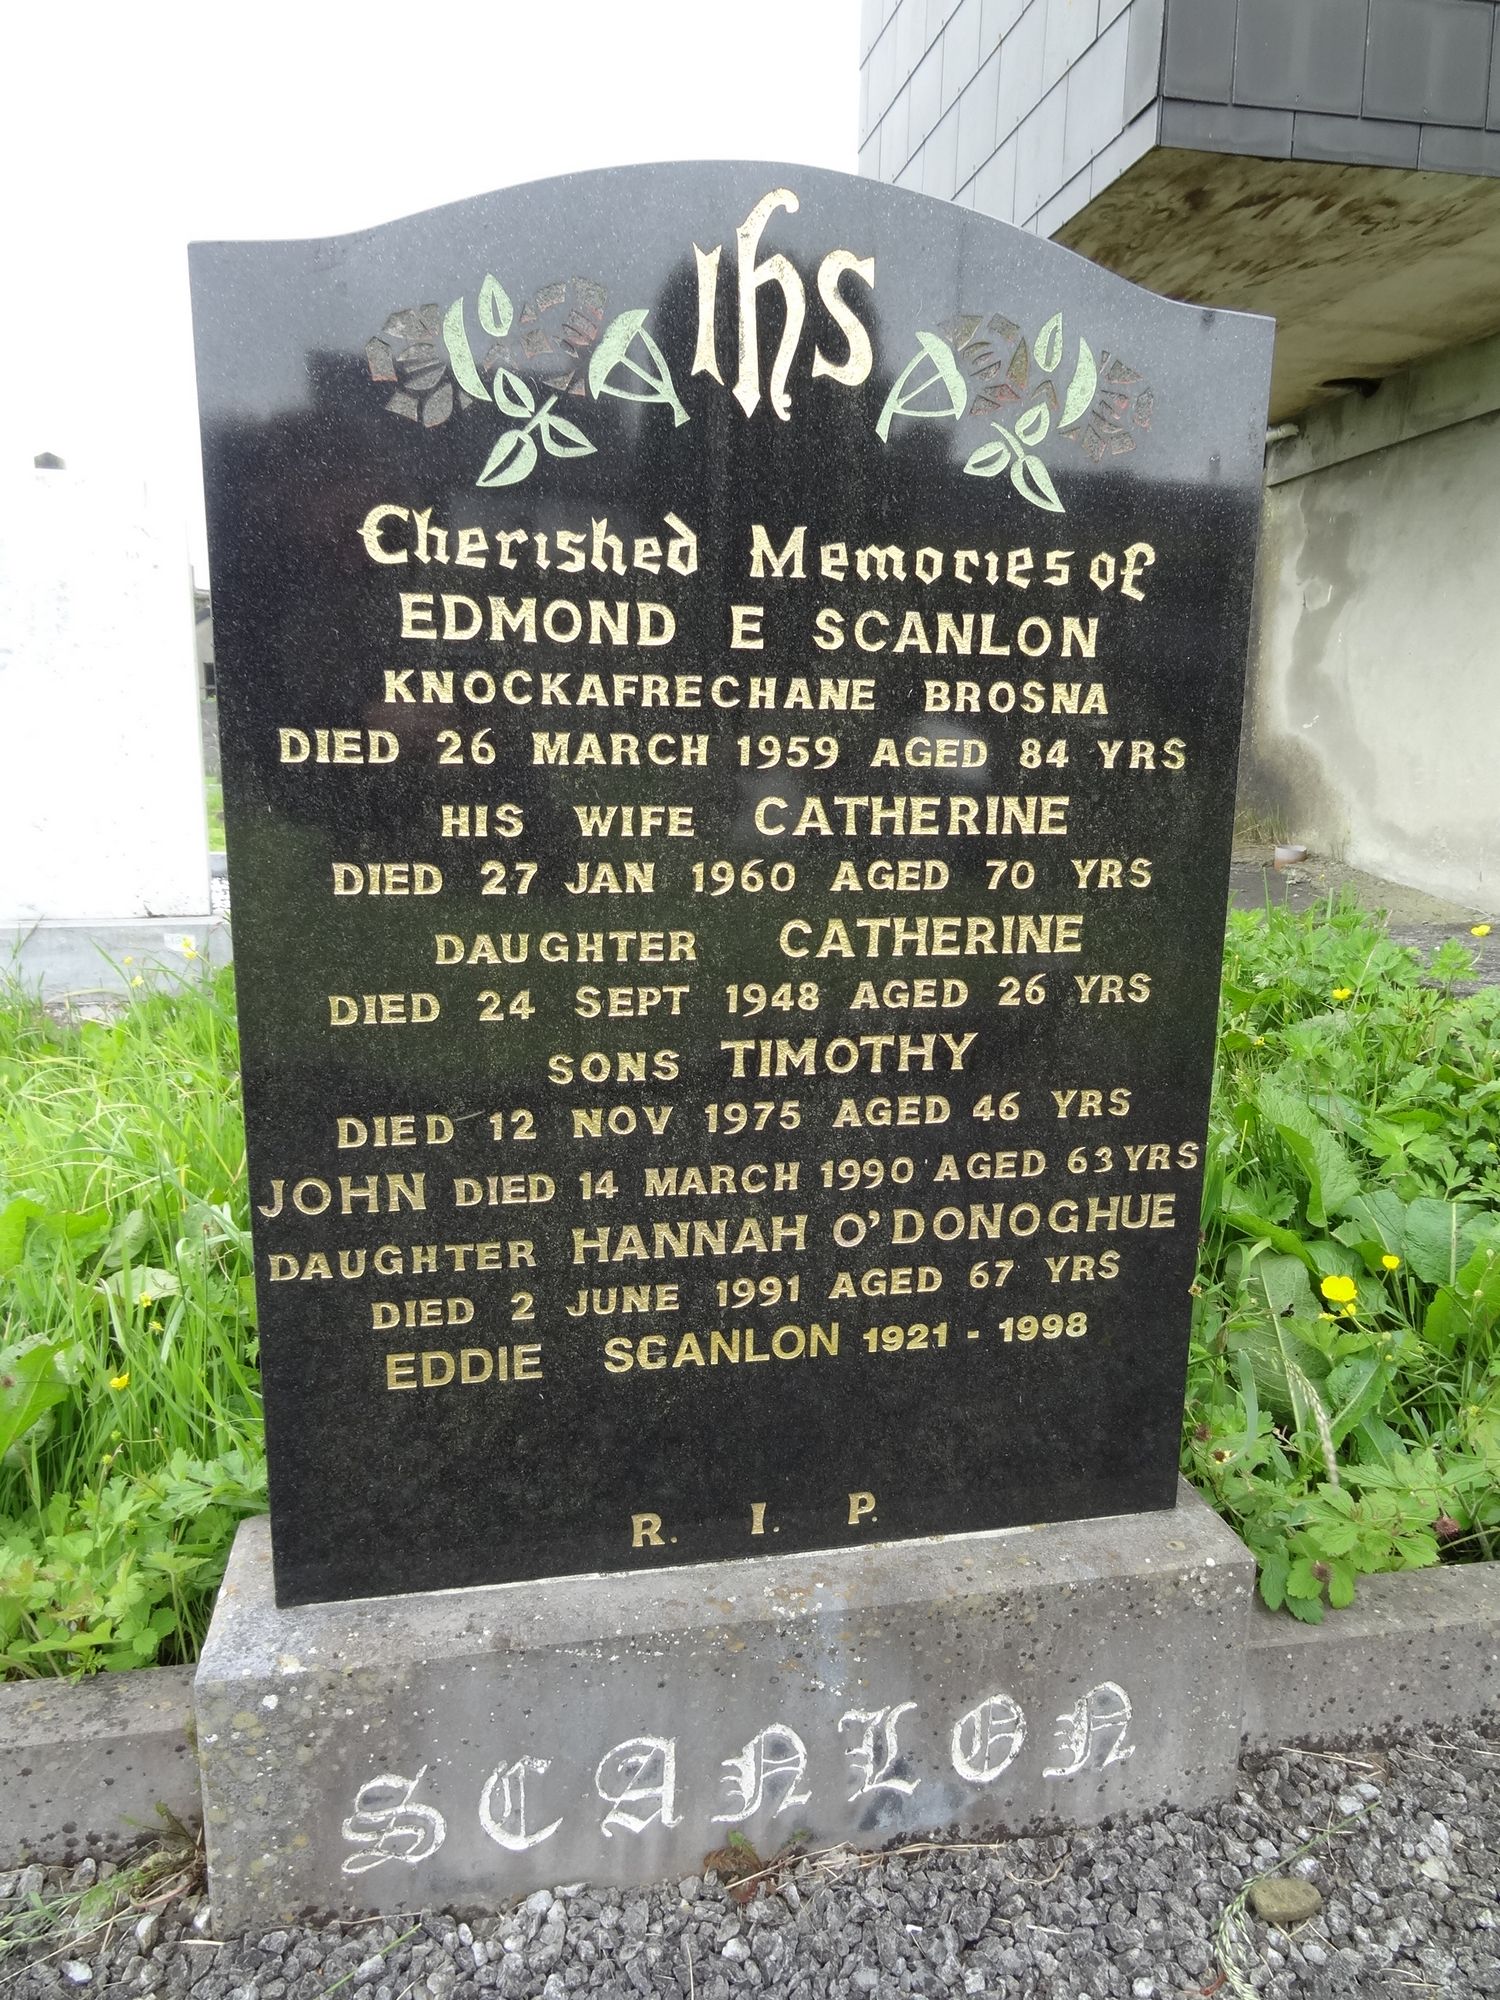 ıhs
Cherished Memories of
EDMOND E SCANLON
KNOCKAFRECHANE BROSNA
DIED 26 MARCH 1959 AGED 84 YRS
HIS WIFE CATHERINE
DIED 27 JAN 1960 AGED 70 YRS
DAUGHTER CATHERINE
DIED 24 SEPT 1948 AGED 26 YRS
SONS TIMOTHY
DIED 12 NOV 1975 AGED 46 YRS
JOHN DIED 14 MARCH 1990 AGED 63 YRS
DAUGHTER HANNAH O'DONOGHUE
DIED 2 JUNE 1991 AGED 67 YRS
EDDIE SCANLON 1921 - 1998
R. I. P.
SCANLON